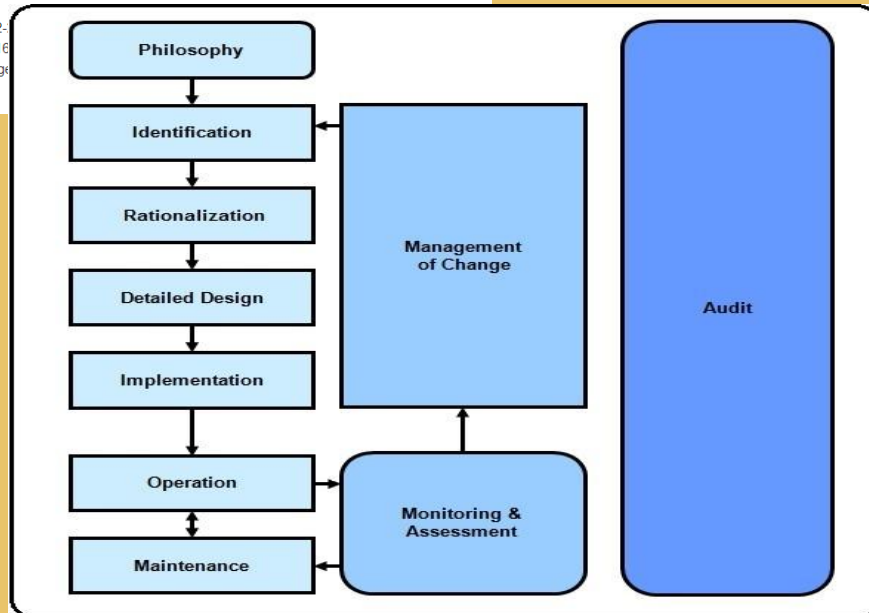 Philosophy
Identification
Rationalization
Detailed Design
Implementation
Operation
Maintenance
Management
of Change
Monitoring &
Assessment
Audit